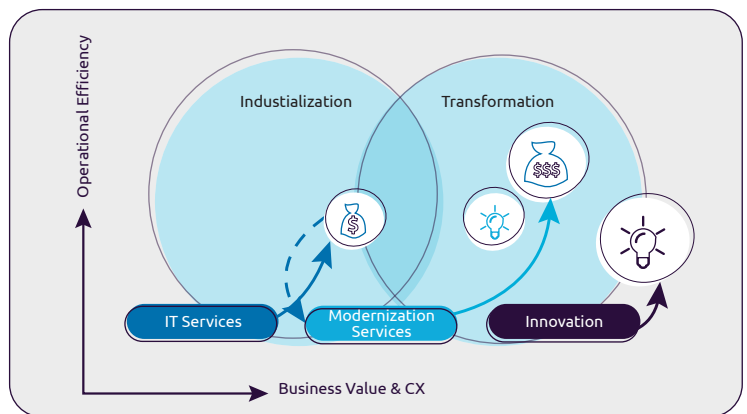 Operational Efficiency
Industialization
Transformation
$
$$$
IT Services
Modernization
Services
Innovation
Business Value & CX